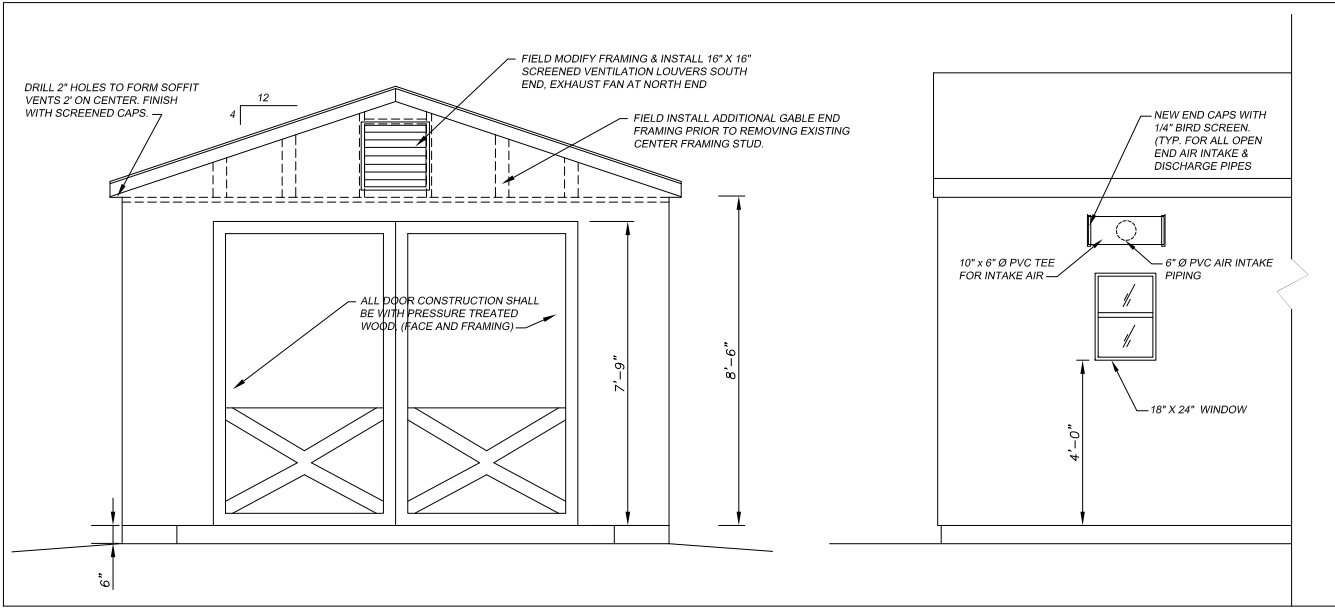 DRILL 2" HOLES TO FORM SOFFIT
VENTS 2' ON CENTER. FINISH
WITH SCREENED CAPS.
12
4
FIELD MODIFY FRAMING & INSTALL 16" X 16"
SCREENED VENTILATION LOUVERS SOUTH
END, EXHAUST FAN AT NORTH END
FIELD INSTALL ADDITIONAL GABLE END
FRAMING PRIOR TO REMOVING EXISTING
CENTER FRAMING STUD.
ALL DOOR CONSTRUCTION SHALL
BE WITH PRESSURE TREATED
WOOD, (FACE AND FRAMING)
7'-9"
8'-6"
6"
NEW END CAPS WITH
1/4" BIRD SCREEN.
(TYP. FOR ALL OPEN
END AIR INTAKE &
DISCHARGE PIPES
10" x 6" Ø PVC TEE
FOR INTAKE AIR
6" Ø PVC AIR INTAKE
PIPING
18" X 24" WINDOW
4'-0"